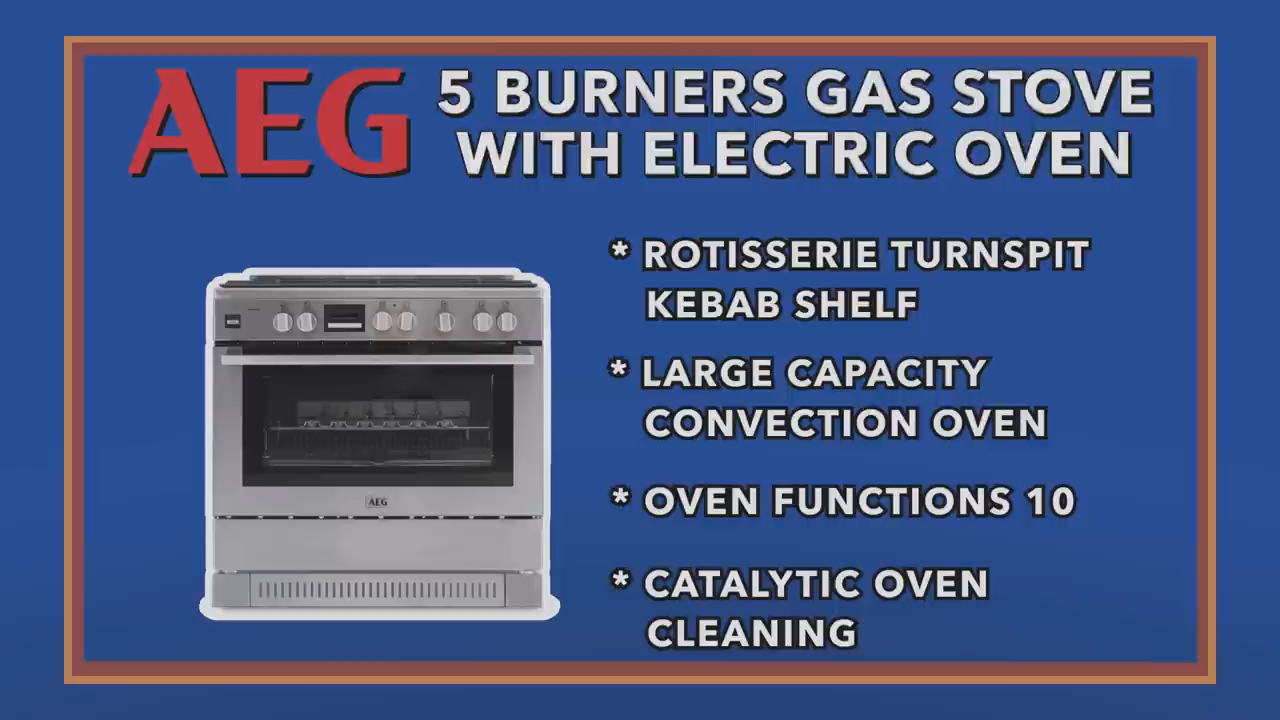 AEG
5 BURNERS GAS STOVE
WITH ELECTRIC OVEN
* ROTISSERIE TURNSPIT
KEBAB SHELF
* LARGE CAPACITY
CONVECTION OVEN
* OVEN FUNCTIONS 10
* CATALYTIC OVEN
CLEANING
AEG